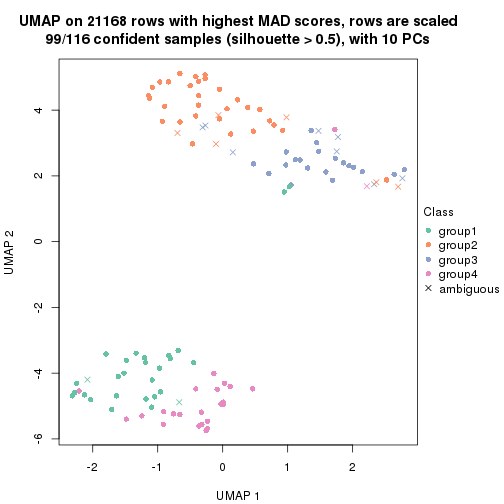 UMAP on 21168 rows with highest MAD scores, rows are scaled
99/116 confident samples (silhouette > 0.5), with 10 PCs
4
2
0
-2
-4
-6
UMAP 2
-2
-1
0
1
2
UMAP 1
Class
group1
group2
group3
group4
ambiguous